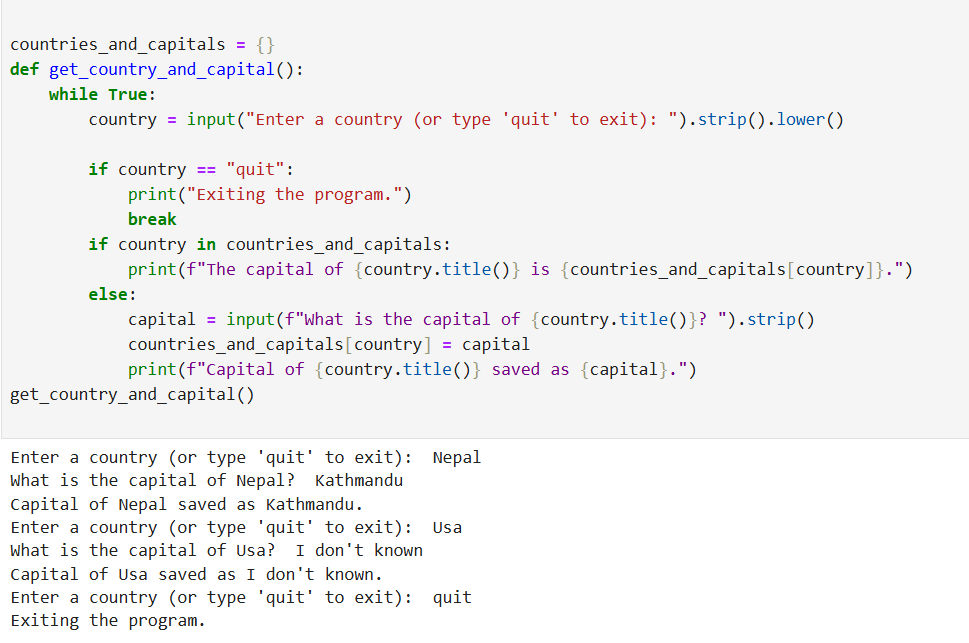 countries_and_capitals = {}
def get_country_and_capital():
    while True:
        country = input("Enter a country (or type 'quit' to exit): ").strip().lower()
        if country == "quit":
            print("Exiting the program.")
            break
        if country in countries_and_capitals:
            print(f"The capital of {country.title()} is {countries_and_capitals[country]}.")
        else:
            capital = input(f"What is the capital of {country.title()}? ").strip()
            countries_and_capitals[country] = capital
            print(f"Capital of {country.title()} saved as {capital}.")
get_country_and_capital()
Enter a country (or type 'quit' to exit):  Nepal
What is the capital of Nepal?  Kathmandu
Capital of Nepal saved as Kathmandu.
Enter a country (or type 'quit' to exit):  Usa
What is the capital of Usa?  I don't known
Capital of Usa saved as I don't known.
Enter a country (or type 'quit' to exit):  quit
Exiting the program.